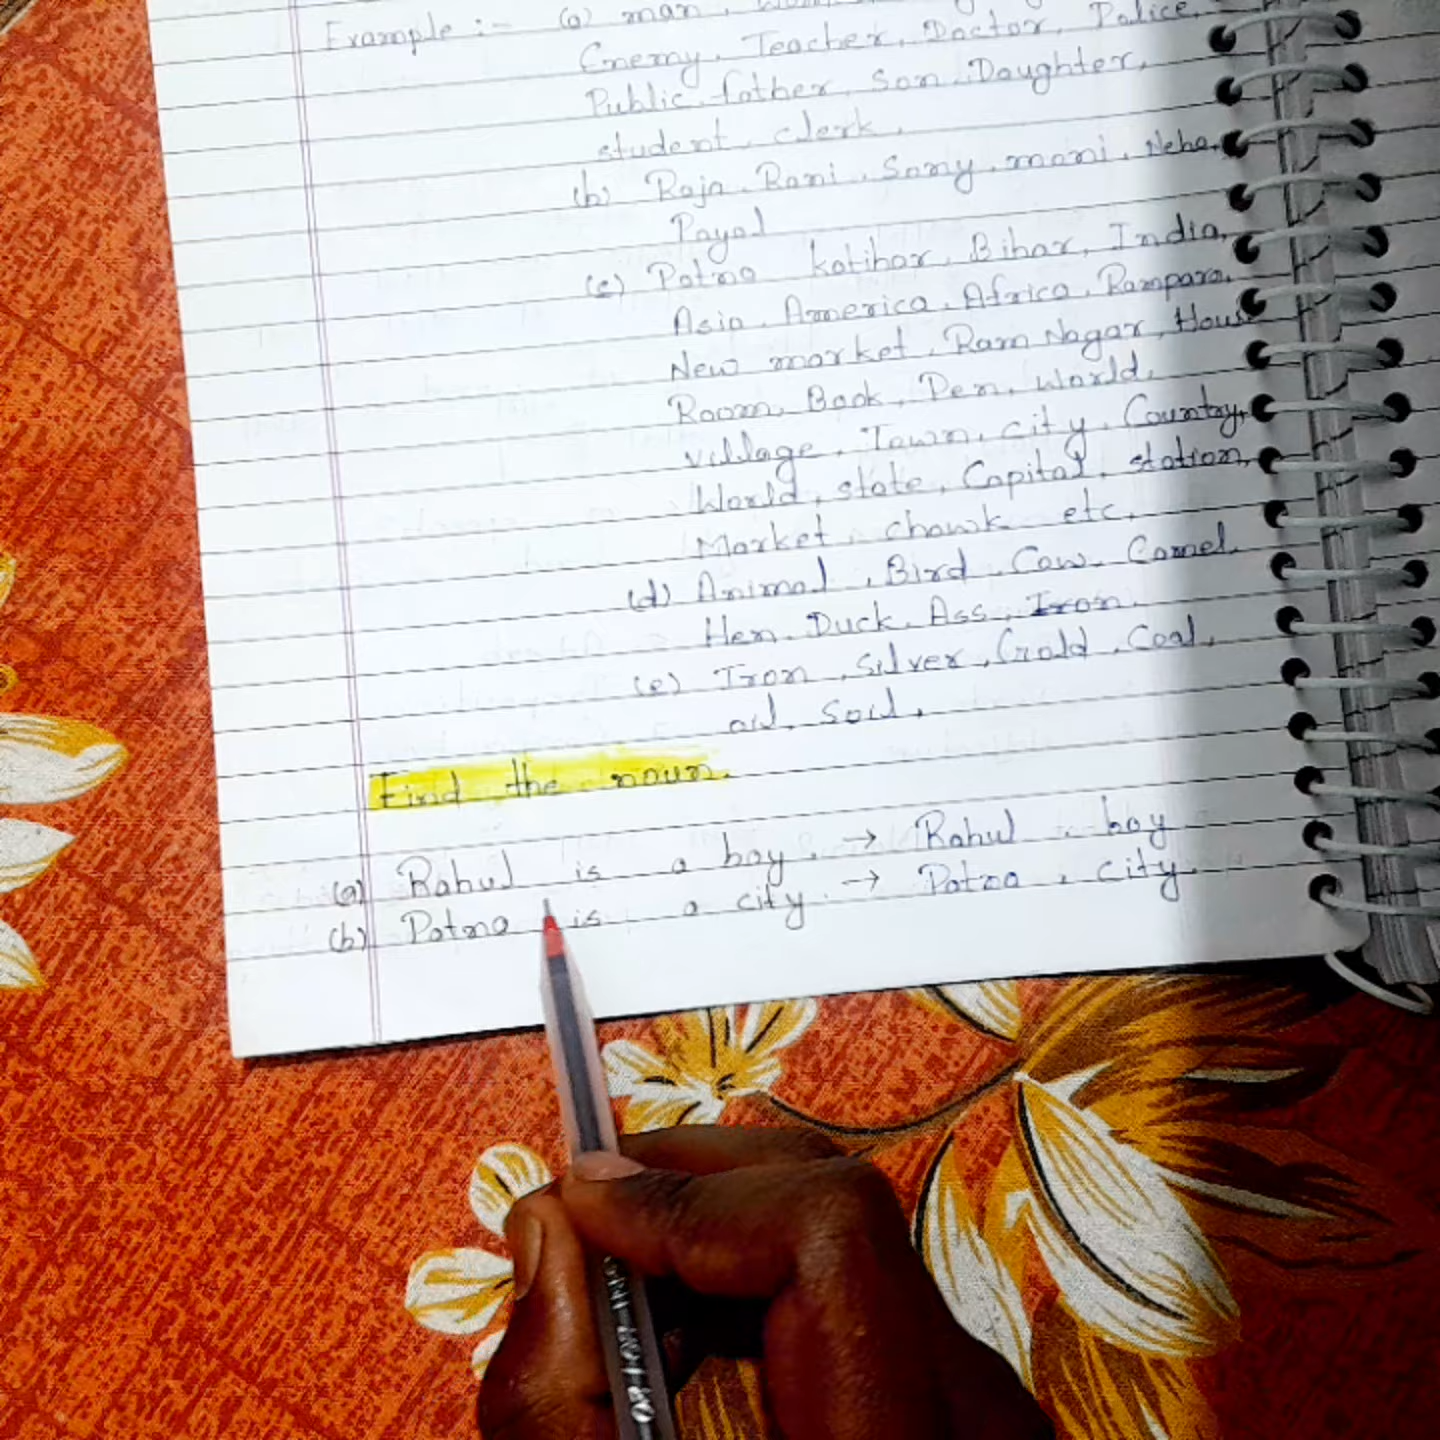 Example :- (a) man,
Enemy, Teacher, Doctor, Police,
Public, father, Son, Daughter,
student, clerk,
(b) Raja, Rani, Sony, mani, Neha,
Payal
(c) Patna katihar, Bihar, India,
Asia, America, Africa, Rampara,
New market, Ram Nagar,
Room, Book, Pen, World,
village, Town, city, Country,
World, state, Capital, station,
Market, chowk etc.
(d) Animal, Bird, Cow, Camel
Hen, Duck, Ass, Iron.
(e) Iron, Silver, Gold, Coal,
oil, Soil,
Find the noun.
(a) Rahul is a boy. → Rahul, boy
(b) Patna is a city. → Patna, city.